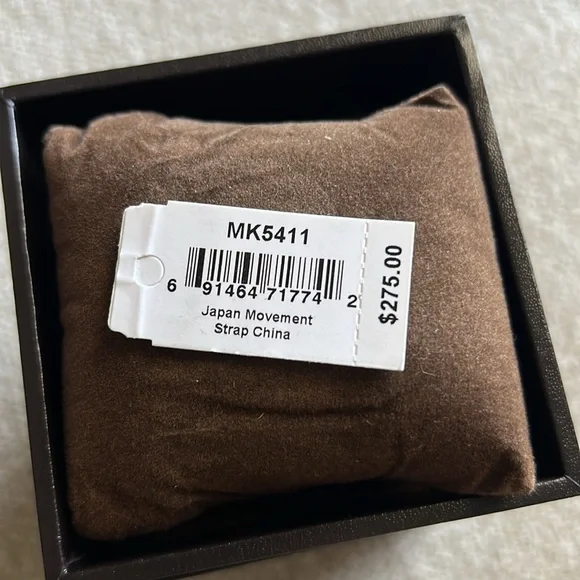 MK5411
6 91464 71774 2
Japan Movement
Strap China
$275.00